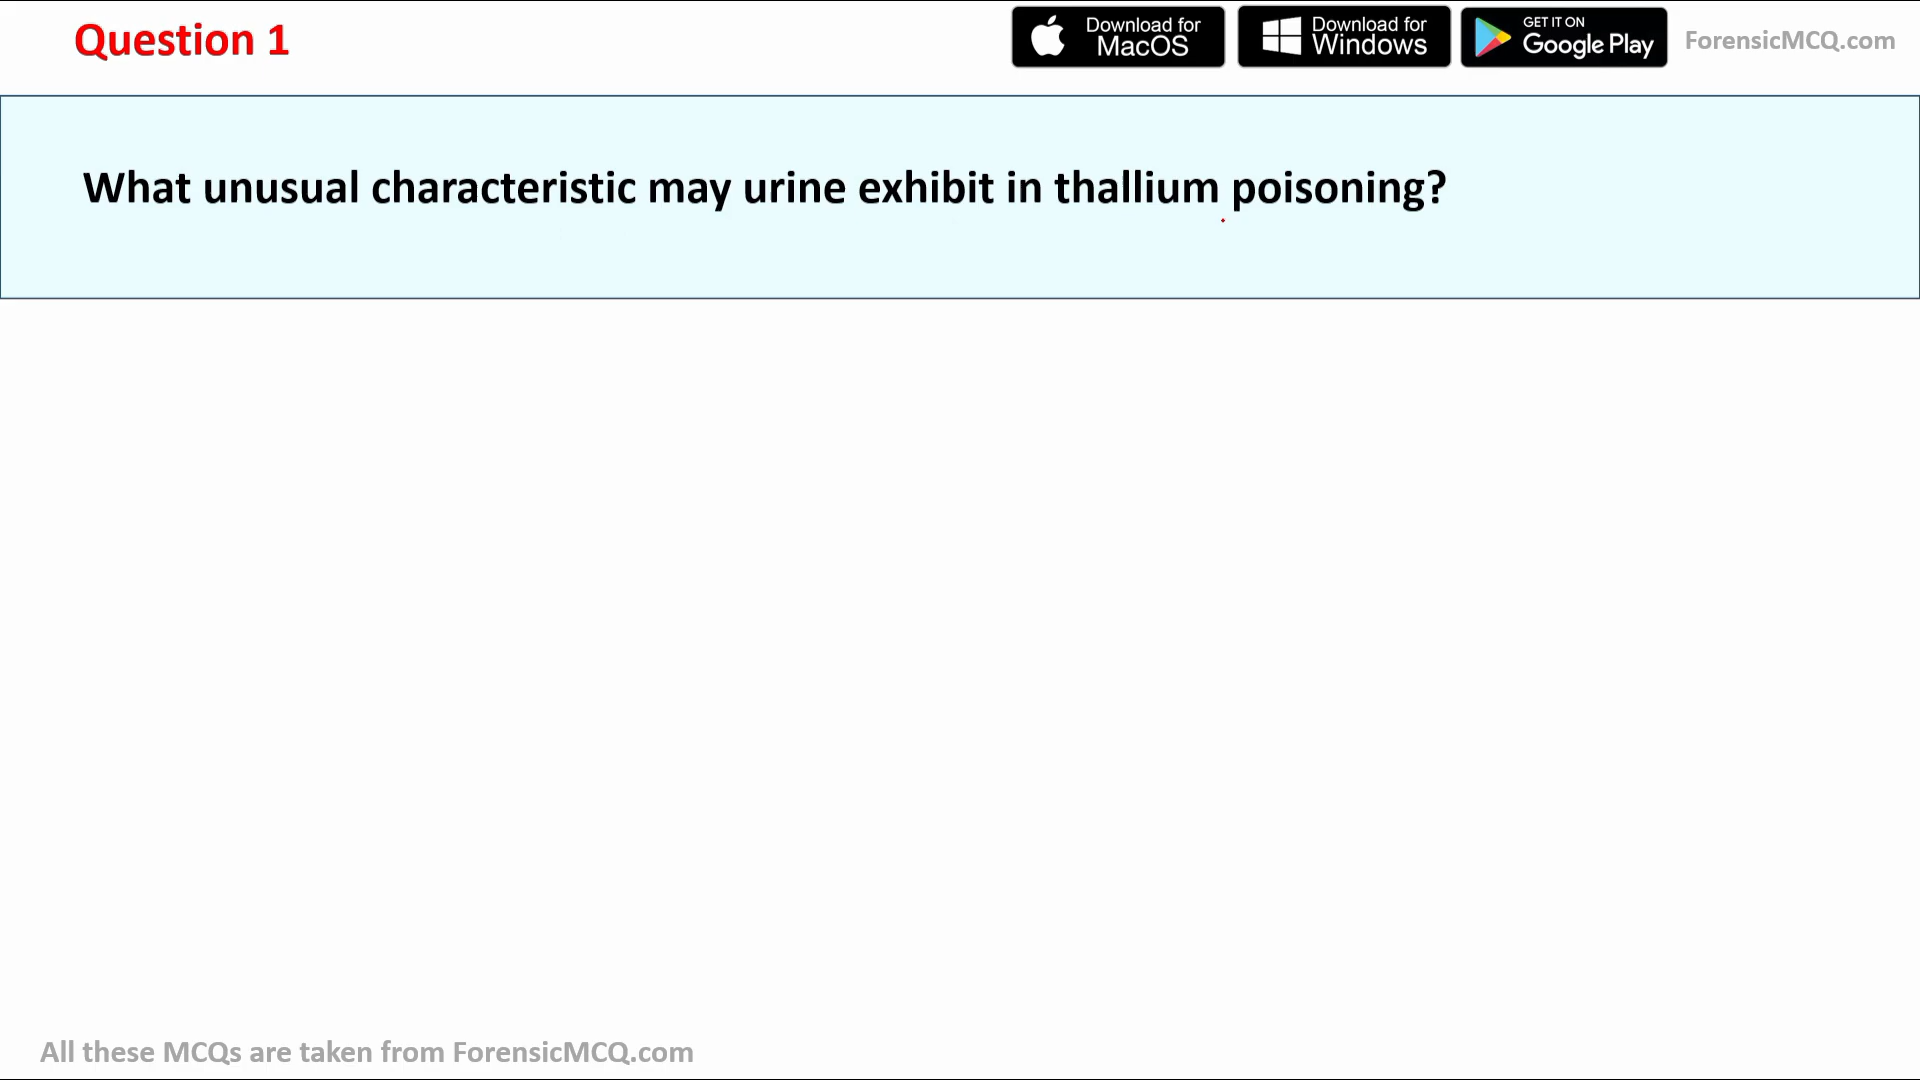 Question 1
Download for
MacOS
Download for
Windows
GET IT ON
Google Play
ForensicMCQ.com
What unusual characteristic may urine exhibit in thallium poisoning?
All these MCQs are taken from ForensicMCQ.com